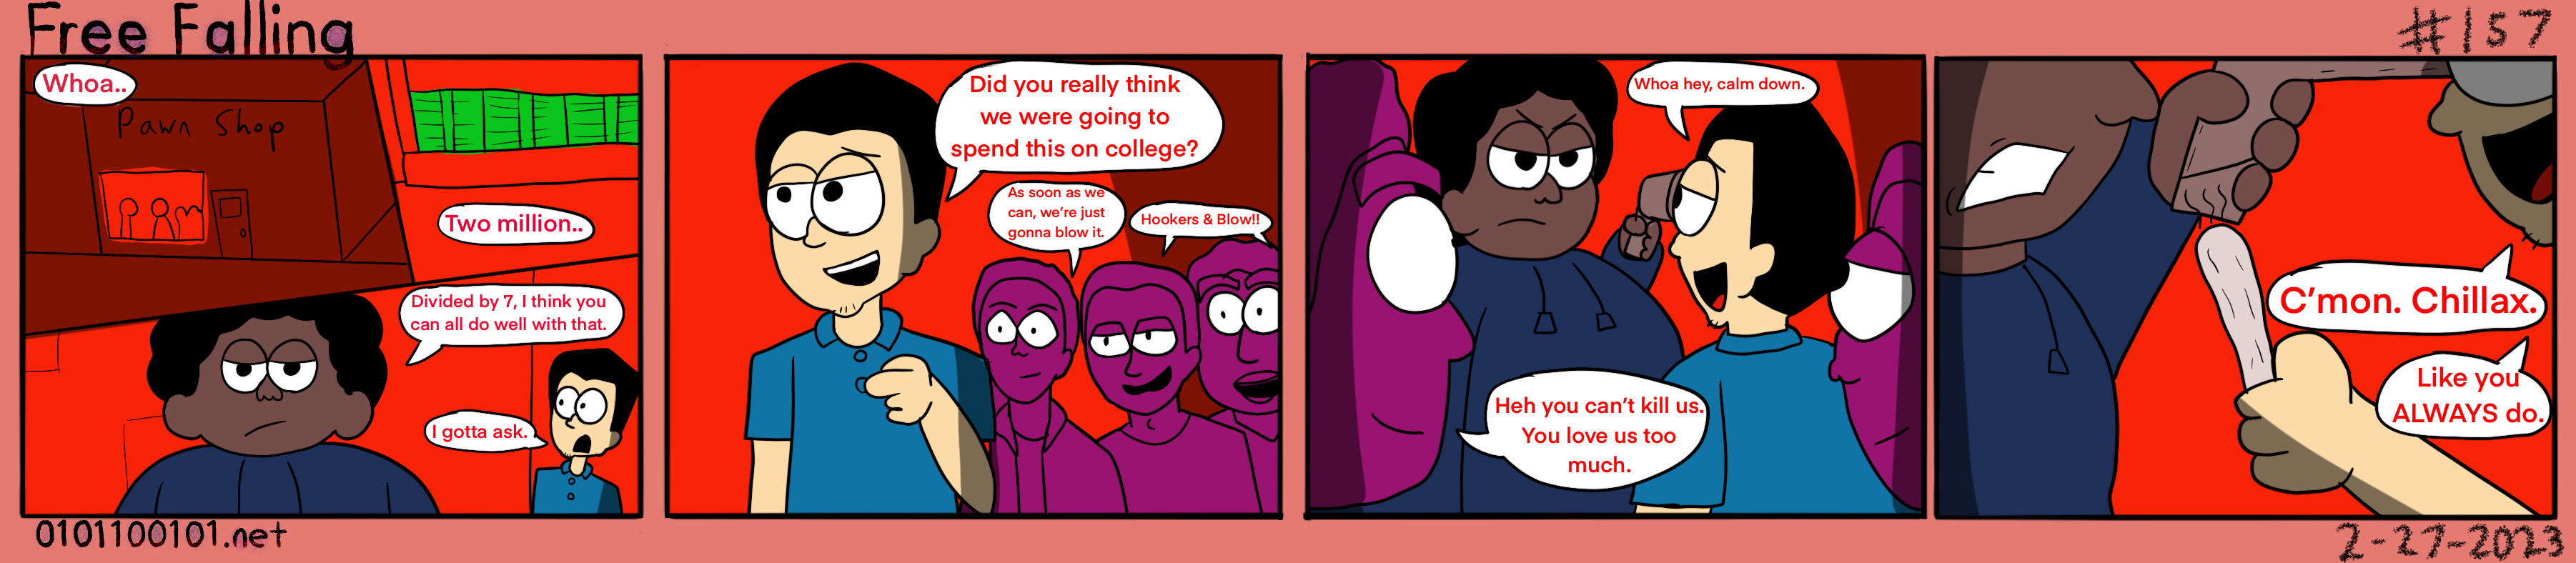 Free Falling
#157
Whoa..
Pawn Shop
Two million..
Divided by 7, I think you
can all do well with that.
I gotta ask.
Did you really think
we were going to
spend this on college?
As soon as we
can, we're just
gonna blow it.
Hookers & Blow!!
Whoa hey, calm down.
Heh you can't kill us.
You love us too
much.
C'mon. Chillax.
Like you
ALWAYS do.
0101100101.net
2-27-2023